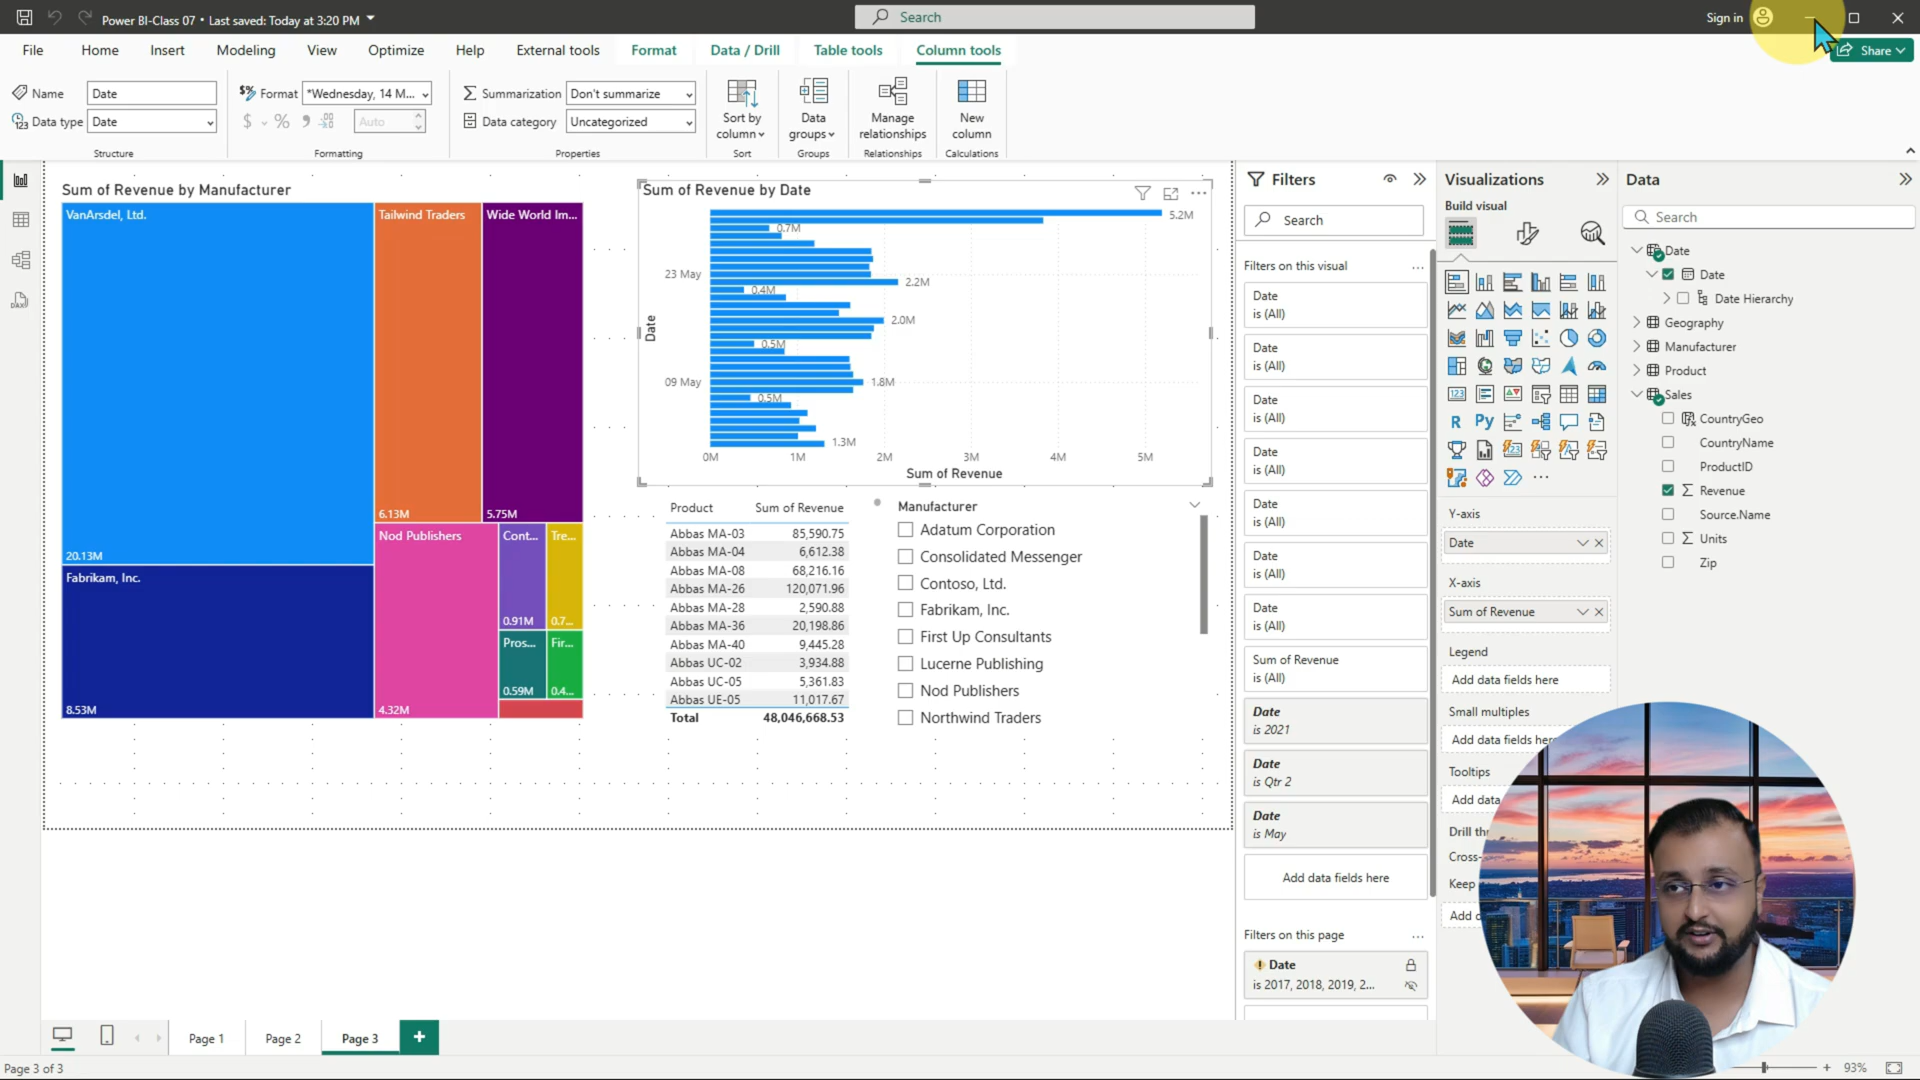 Power BI-Class 07 • Last saved: Today at 3:20 PM
Search
Sign in
File
Home
Insert
Modeling
View
Optimize
Help
External tools
Format
Data / Drill
Table tools
Column tools
Share
Name
Date
Data type
Date
Structure
Format
*Wednesday, 14 M...
$
%
Auto
Formatting
Summarization
Don't summarize
Data category
Uncategorized
Properties
Sort by
column
Sort
Data
groups
Groups
Manage
relationships
Relationships
New
column
Calculations
Sum of Revenue by Manufacturer
VanArsdel, Ltd.
20.13M
Fabrikam, Inc.
8.53M
Tailwind Traders
6.13M
Wide World Im...
5.75M
Nod Publishers
4.32M
Cont...
0.91M
Tre...
0.7...
Pros...
0.59M
Fir...
0.4...
Sum of Revenue by Date
5.2M
0.7M
23 May
2.2M
0.4M
2.0M
0.5M
09 May
1.8M
0.5M
1.3M
Date
0M
1M
2M
3M
4M
5M
Sum of Revenue
Product Sum of Revenue
Abbas MA-03 85,590.75
Abbas MA-04 6,612.38
Abbas MA-08 68,216.16
Abbas MA-26 120,071.96
Abbas MA-28 2,590.88
Abbas MA-36 20,198.86
Abbas MA-40 9,445.28
Abbas UC-02 3,934.88
Abbas UC-05 5,361.83
Abbas UE-05 11,017.67
Total 48,046,668.53
Manufacturer
Adatum Corporation
Consolidated Messenger
Contoso, Ltd.
Fabrikam, Inc.
First Up Consultants
Lucerne Publishing
Nod Publishers
Northwind Traders
Filters
Search
Filters on this visual
Date
is (All)
Date
is (All)
Date
is (All)
Date
is (All)
Date
is (All)
Date
is (All)
Date
is (All)
Sum of Revenue
is (All)
Date
is 2021
Date
is Qtr 2
Date
is May
Add data fields here
Filters on this page
Date
is 2017, 2018, 2019, 2...
Visualizations
Build visual
R
Py
123
Y-axis
Date
X-axis
Sum of Revenue
Legend
Add data fields here
Small multiples
Add data fields here
Tooltips
Add data
Drill thr
Cross-
Keep
Add d
Data
Search
Date
Date
Date Hierarchy
Geography
Manufacturer
Product
Sales
CountryGeo
CountryName
ProductID
Revenue
Source.Name
Units
Zip
Page 1
Page 2
Page 3
+
Page 3 of 3
93%